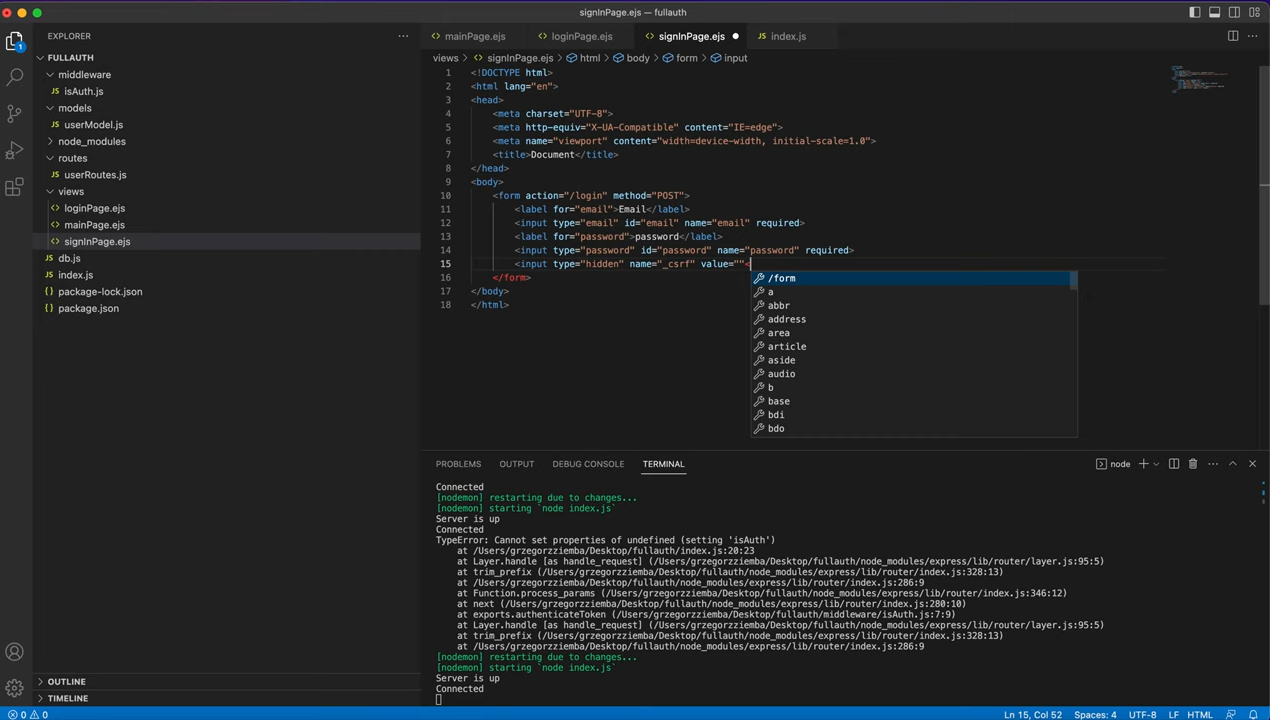 signInPage.ejs — fullauth
EXPLORER
mainPage.ejs
loginPage.ejs
signInPage.ejs
index.js
1
FULLAUTH
middleware
isAuth.js
models
userModel.js
node_modules
routes
userRoutes.js
views
loginPage.ejs
mainPage.ejs
signInPage.ejs
db.js
index.js
package-lock.json
package.json
OUTLINE
TIMELINE
views > signInPage.ejs > html > body > form > input
1 <!DOCTYPE html>
2 <html lang="en">
3 <head>
4 <meta charset="UTF-8">
5 <meta http-equiv="X-UA-Compatible" content="IE=edge">
6 <meta name="viewport" content="width=device-width, initial-scale=1.0">
7 <title>Document</title>
8 </head>
9 <body>
10 <form action="/login" method="POST">
11 <label for="email">Email</label>
12 <input type="email" id="email" name="email" required>
13 <label for="password">password</label>
14 <input type="password" id="password" name="password" required>
15 <input type="hidden" name="_csrf" value=""<
16 </form>
17 </body>
18 </html>
/form
a
abbr
address
area
article
aside
audio
b
base
bdi
bdo
PROBLEMS OUTPUT DEBUG CONSOLE TERMINAL
node
Connected
[nodemon] restarting due to changes...
[nodemon] starting `node index.js`
Server is up
Connected
TypeError: Cannot set properties of undefined (setting 'isAuth')
at /Users/grzegorzziemba/Desktop/fullauth/index.js:20:23
at Layer.handle [as handle_request] (/Users/grzegorzziemba/Desktop/fullauth/node_modules/express/lib/router/layer.js:95:5)
at trim_prefix (/Users/grzegorzziemba/Desktop/fullauth/node_modules/express/lib/router/index.js:328:13)
at /Users/grzegorzziemba/Desktop/fullauth/node_modules/express/lib/router/index.js:286:9
at Function.process_params (/Users/grzegorzziemba/Desktop/fullauth/node_modules/express/lib/router/index.js:346:12)
at next (/Users/grzegorzziemba/Desktop/fullauth/node_modules/express/lib/router/index.js:280:10)
at exports.authenticateToken (/Users/grzegorzziemba/Desktop/fullauth/middleware/isAuth.js:7:9)
at Layer.handle [as handle_request] (/Users/grzegorzziemba/Desktop/fullauth/node_modules/express/lib/router/layer.js:95:5)
at trim_prefix (/Users/grzegorzziemba/Desktop/fullauth/node_modules/express/lib/router/index.js:328:13)
at /Users/grzegorzziemba/Desktop/fullauth/node_modules/express/lib/router/index.js:286:9
[nodemon] restarting due to changes...
[nodemon] starting `node index.js`
Server is up
Connected
0 0
Ln 15, Col 52 Spaces: 4 UTF-8 LF HTML